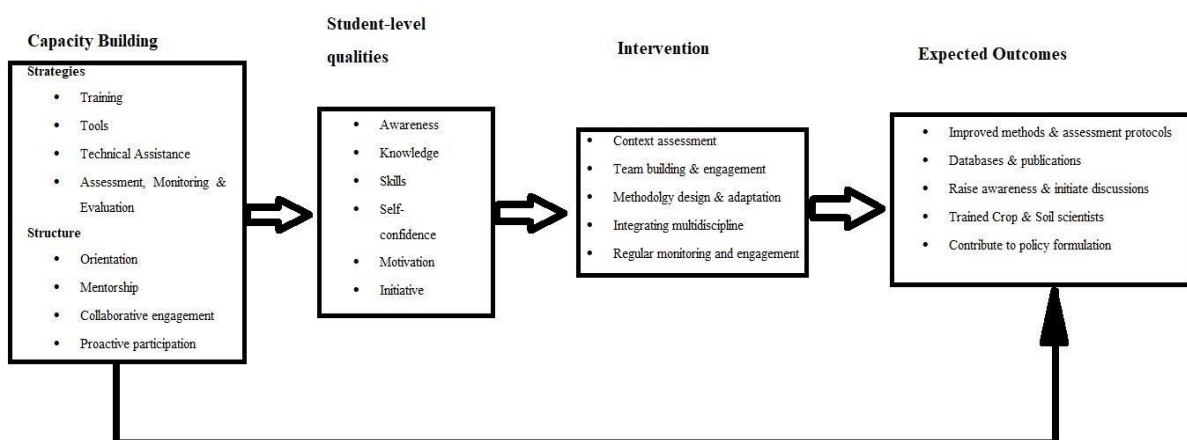 Capacity Building
Strategies
• Training
• Tools
• Technical Assistance
• Assessment, Monitoring &
Evaluation
Structure
• Orientation
• Mentorship
• Collaborative engagement
• Proactive participation
Student-level
qualities
• Awareness
• Knowledge
• Skills
• Self-
confidence
• Motivation
• Initiative
Intervention
• Context assessment
• Team building & engagement
• Methodolgy design & adaptation
• Integrating multidiscipline
• Regular monitoring and engagement
Expected Outcomes
• Improved methods & assessment protocols
• Databases & publications
• Raise awareness & initiate discussions
• Trained Crop & Soil scientists
• Contribute to policy formulation